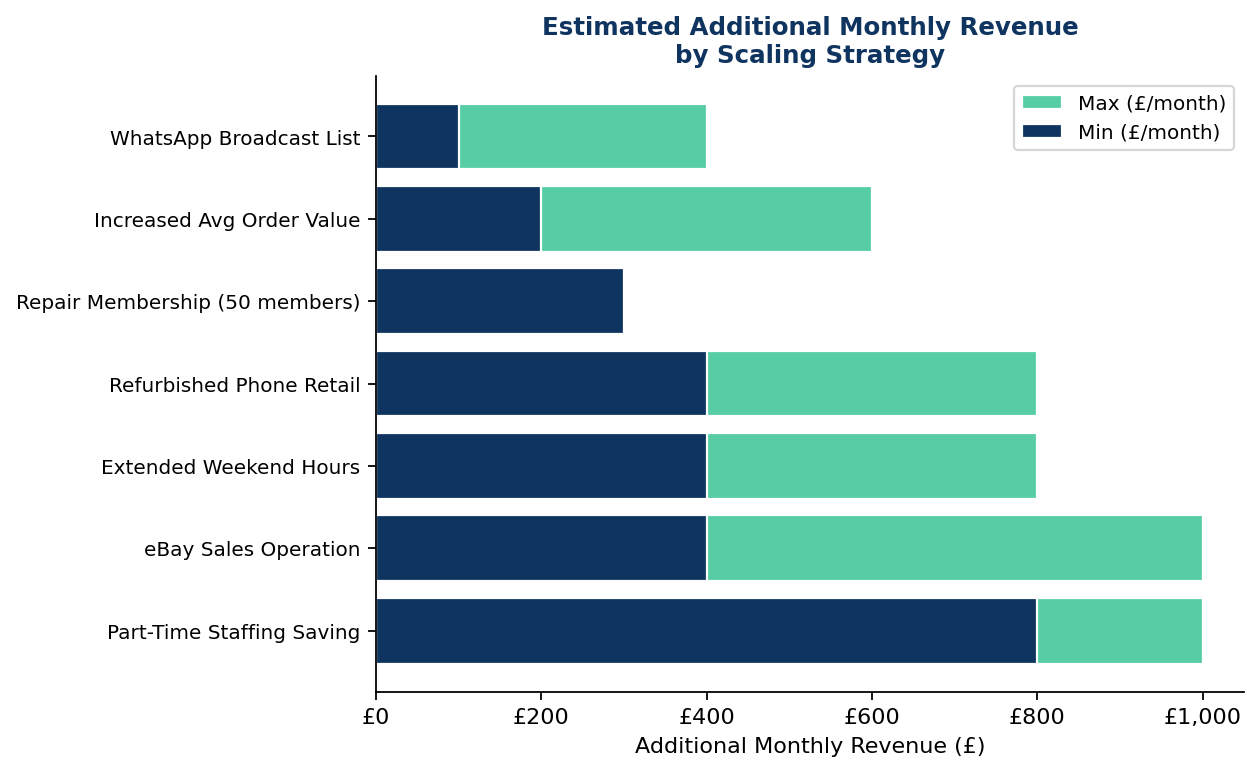 Estimated Additional Monthly Revenue
by Scaling Strategy
Max (£/month)
Min (£/month)
WhatsApp Broadcast List
Increased Avg Order Value
Repair Membership (50 members)
Refurbished Phone Retail
Extended Weekend Hours
eBay Sales Operation
Part-Time Staffing Saving
£0 £200 £400 £600 £800 £1,000
Additional Monthly Revenue (£)